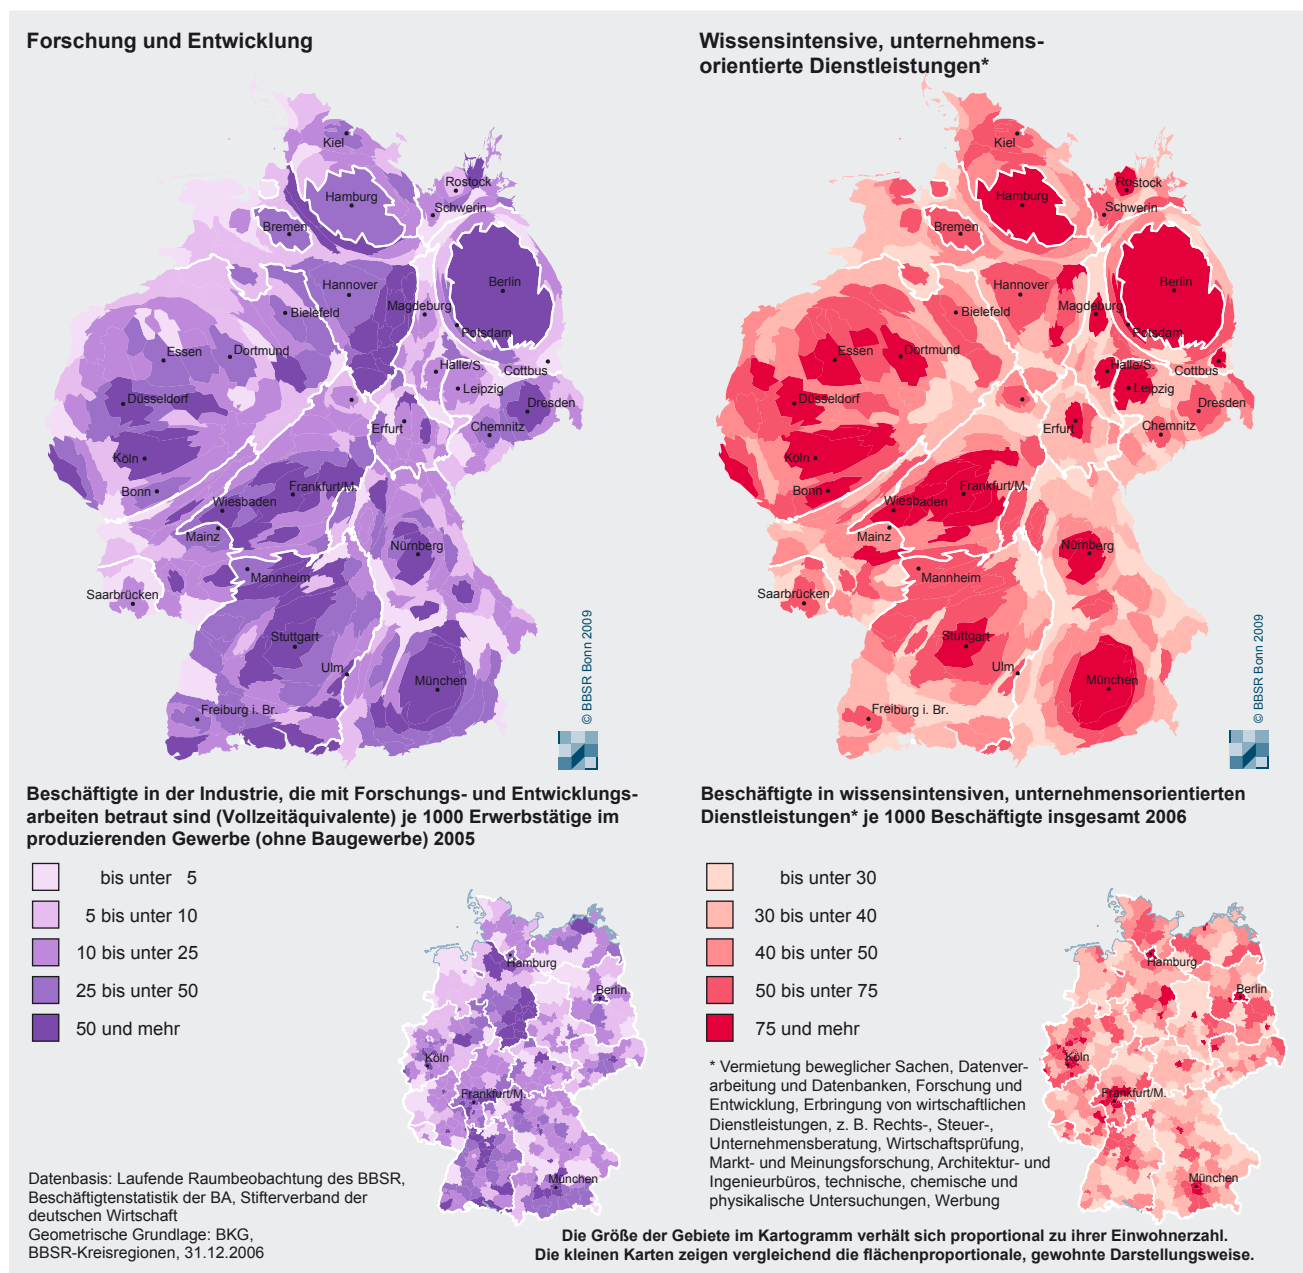 Forschung und Entwicklung
Kiel
Hamburg
Rostock
Schwerin
Bremen
Berlin
Hannover
Magdeburg
Bielefeld
Potsdam
Essen
Dortmund
Halle/S.
Cottbus
Leipzig
Düsseldorf
Dresden
Erfurt
Chemnitz
Köln
Bonn
Frankfurt/M.
Wiesbaden
Mainz
Nürnberg
Mannheim
Saarbrücken
Stuttgart
Ulm
München
Freiburg i. Br.
© BBSR Bonn 2009
Beschäftigte in der Industrie, die mit Forschungs- und Entwicklungs-
arbeiten betraut sind (Vollzeitäquivalente) je 1000 Erwerbstätige im
produzierenden Gewerbe (ohne Baugewerbe) 2005
bis unter 5
5 bis unter 10
10 bis unter 25
25 bis unter 50
50 und mehr
Hamburg
Berlin
Köln
Frankfurt/M.
München
Datenbasis: Laufende Raumbeobachtung des BBSR,
Beschäftigtenstatistik der BA, Stifterverband der
deutschen Wirtschaft
Geometrische Grundlage: BKG,
BBSR-Kreisregionen, 31.12.2006
Wissensintensive, unternehmens-
orientierte Dienstleistungen*
Kiel
Rostock
Hamburg
Schwerin
Bremen
Berlin
Hannover
Magdeburg
Bielefeld
Potsdam
Essen
Dortmund
Halle/S.
Cottbus
Leipzig
Düsseldorf
Dresden
Erfurt
Chemnitz
Köln
Bonn
Frankfurt/M.
Wiesbaden
Mainz
Nürnberg
Mannheim
Saarbrücken
Stuttgart
Ulm
München
Freiburg i. Br.
© BBSR Bonn 2009
Beschäftigte in wissensintensiven, unternehmensorientierten
Dienstleistungen* je 1000 Beschäftigte insgesamt 2006
bis unter 30
30 bis unter 40
40 bis unter 50
50 bis unter 75
75 und mehr
Hamburg
Berlin
Köln
Frankfurt/M.
München
* Vermietung beweglicher Sachen, Datenver-
arbeitung und Datenbanken, Forschung und
Entwicklung, Erbringung von wirtschaftlichen
Dienstleistungen, z. B. Rechts-, Steuer-,
Unternehmensberatung, Wirtschaftsprüfung,
Markt- und Meinungsforschung, Architektur- und
Ingenieurbüros, technische, chemische und
physikalische Untersuchungen, Werbung
Die Größe der Gebiete im Kartogramm verhält sich proportional zu ihrer Einwohnerzahl.
Die kleinen Karten zeigen vergleichend die flächenproportionale, gewohnte Darstellungsweise.